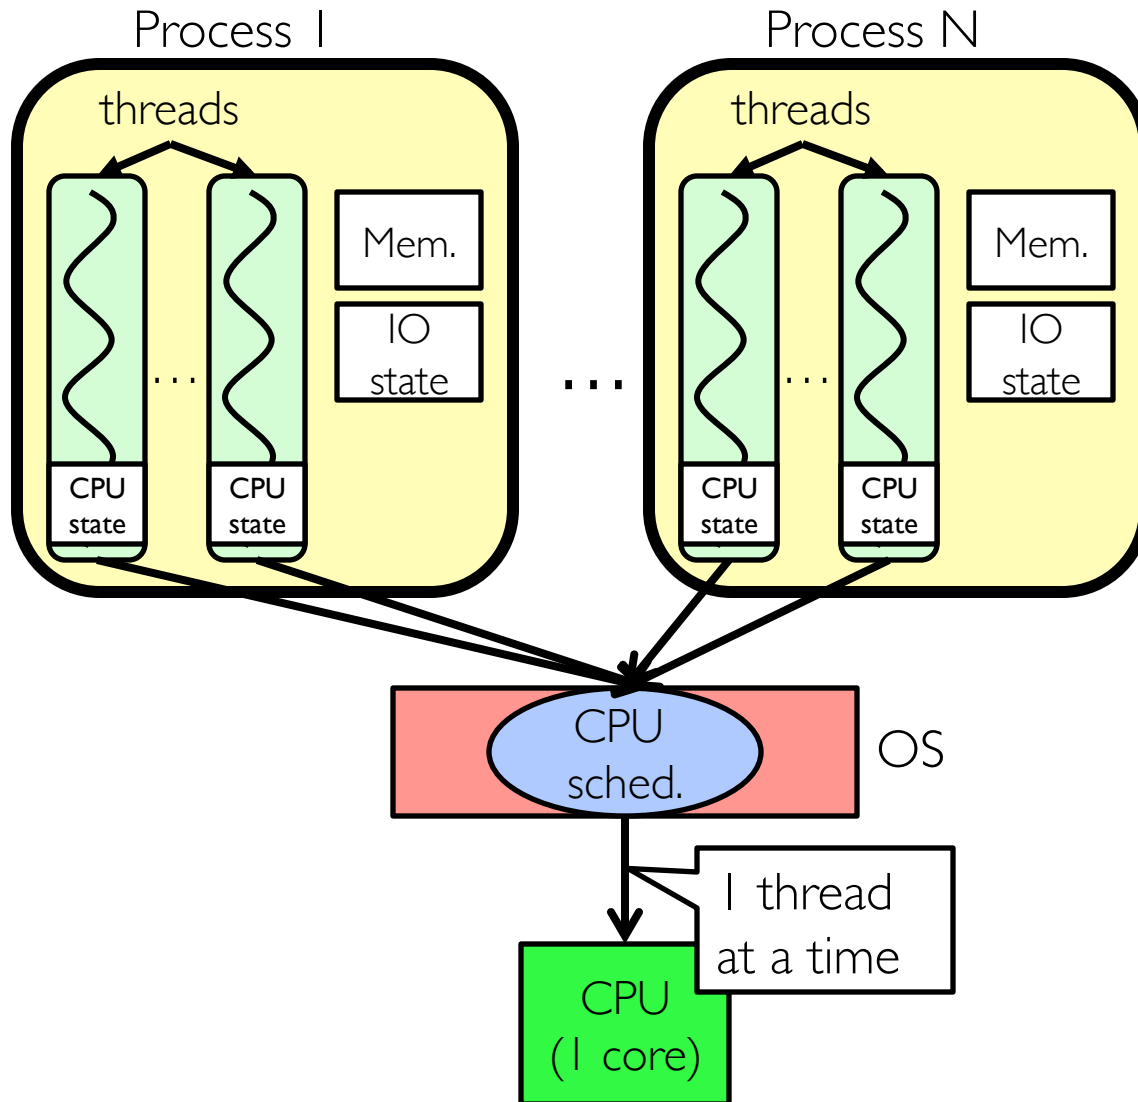 Process 1
Process N
threads
threads
Mem.
Mem.
IO
state
IO
state
...
...
...
CPU
state
CPU
state
CPU
state
CPU
state
CPU
sched.
OS
1 thread
at a time
CPU
(1 core)